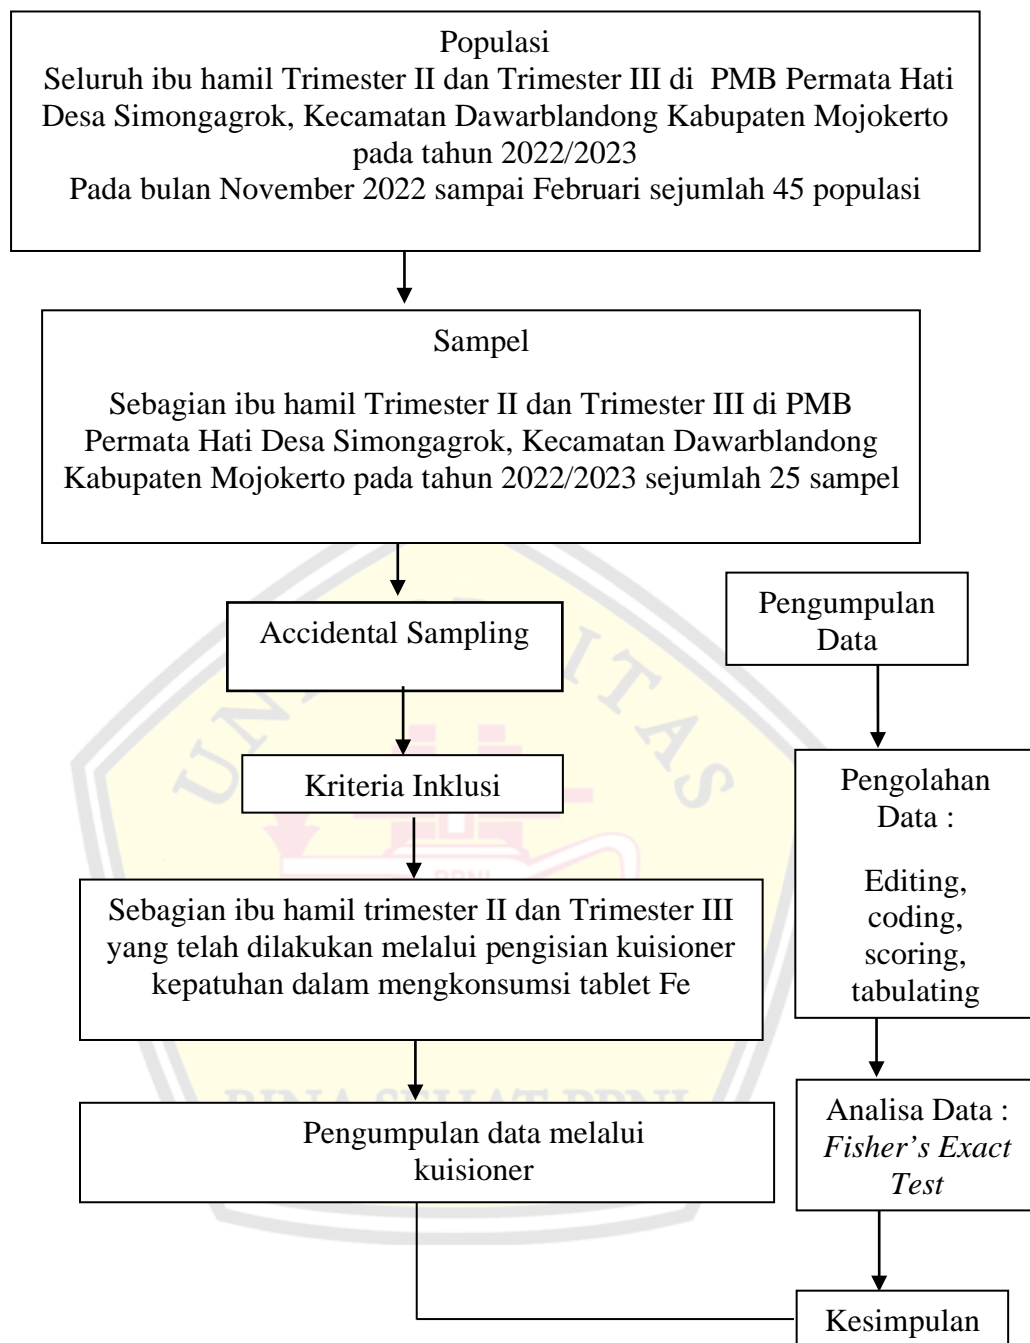 Populasi
Seluruh ibu hamil Trimester II dan Trimester III di PMB Permata Hati
Desa Simongagrok, Kecamatan Dawarblandong Kabupaten Mojokerto
pada tahun 2022/2023
Pada bulan November 2022 sampai Februari sejumlah 45 populasi
Sampel
Sebagian ibu hamil Trimester II dan Trimester III di PMB
Permata Hati Desa Simongagrok, Kecamatan Dawarblandong
Kabupaten Mojokerto pada tahun 2022/2023 sejumlah 25 sampel
Accidental Sampling
Kriteria Inklusi
Sebagian ibu hamil trimester II dan Trimester III
yang telah dilakukan melalui pengisian kuisioner
kepatuhan dalam mengkonsumsi tablet Fe
Pengumpulan data melalui
kuisioner
Pengumpulan
Data
Pengolahan
Data :
Editing,
coding,
scoring,
tabulating
Analisa Data :
Fisher’s Exact
Test
Kesimpulan
PPNI
BINA SEHAT PPNI